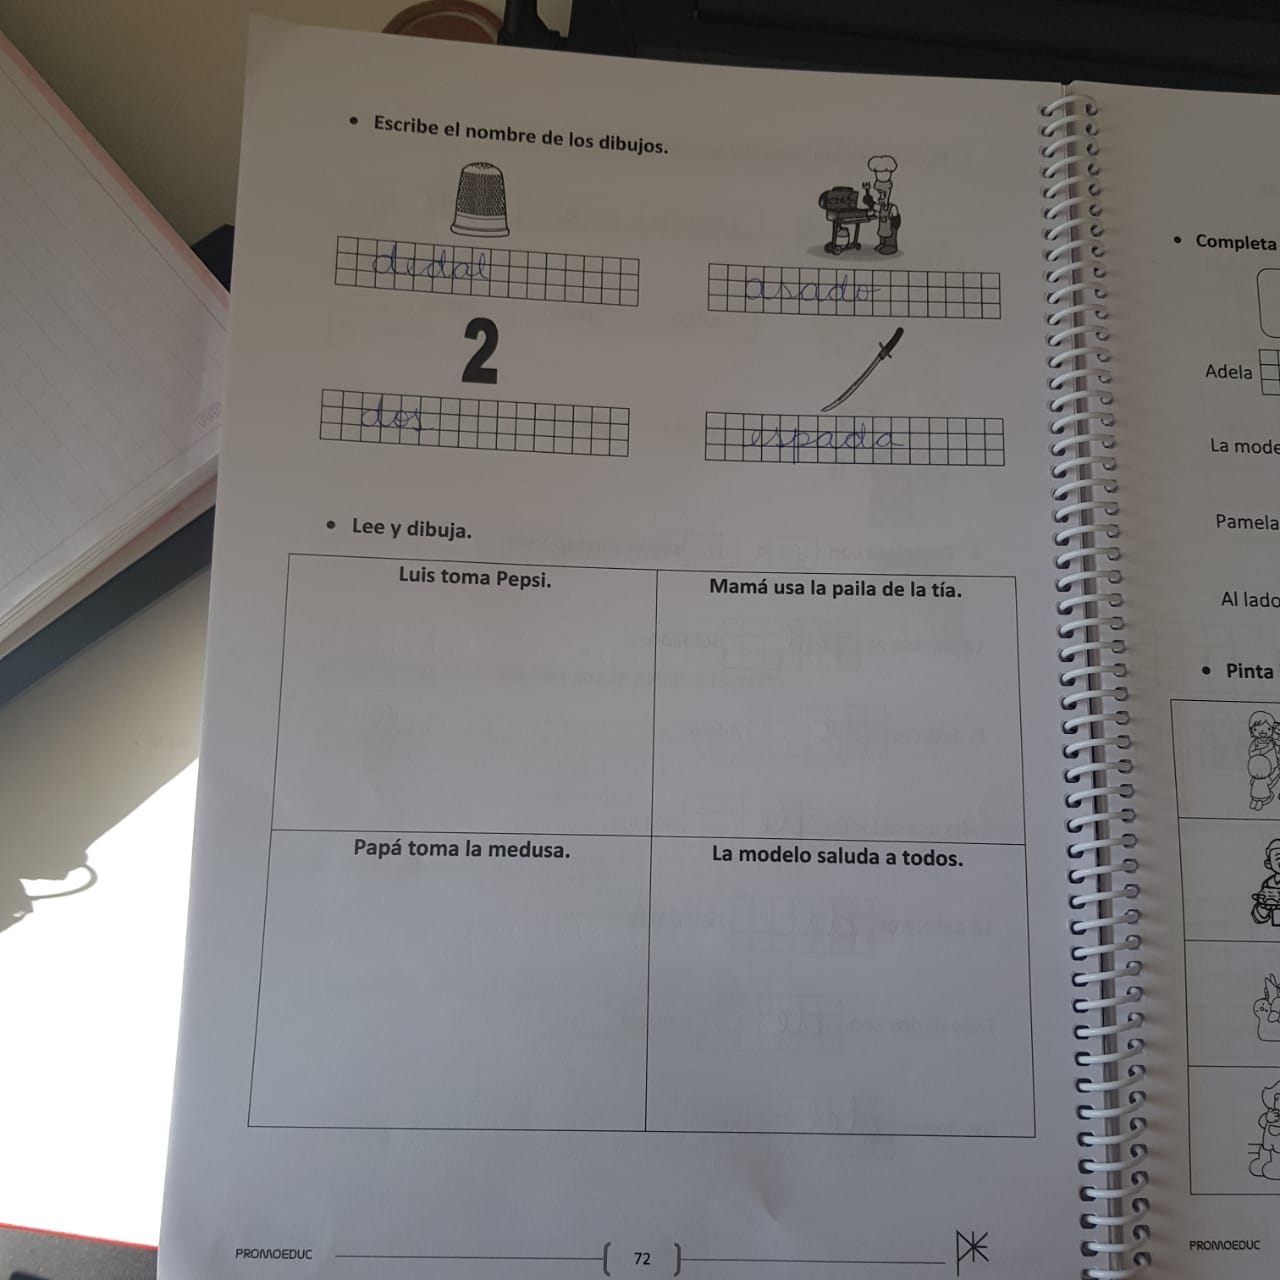 • Escribe el nombre de los dibujos.
dedal
asado
2
dos
espada
• Lee y dibuja.
Luis toma Pepsi.
Mamá usa la paila de la tía.
Papá toma la medusa.
La modelo saluda a todos.
PROMOEDUC
72
• Completa
Adela
La mode
Pamela
Al lado
• Pinta
PROMOEDUC